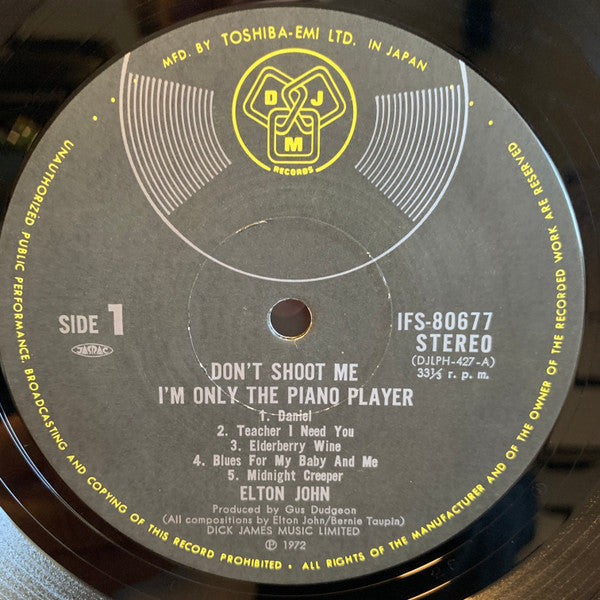 MFD. BY TOSHIBA-EMI LTD. IN JAPAN
DJM
RECORDS
SIDE 1
JASRAC
IFS-80677
STEREO
(DJLPH-427-A)
33⅓ r. p. m.
DON'T SHOOT ME
I'M ONLY THE PIANO PLAYER
1. Daniel
2. Teacher I Need You
3. Elderberry Wine
4. Blues For My Baby And Me
5. Midnight Creeper
ELTON JOHN
Produced by Gus Dudgeon
(All compositions by Elton John/Bernie Taupin)
DICK JAMES MUSIC LIMITED
℗ 1972
UNAUTHORIZED PUBLIC PERFORMANCE, BROADCASTING AND COPYING OF THIS RECORD PROHIBITED • ALL RIGHTS OF THE MANUFACTURER AND OF THE OWNER OF THE RECORDED WORK ARE RESERVED